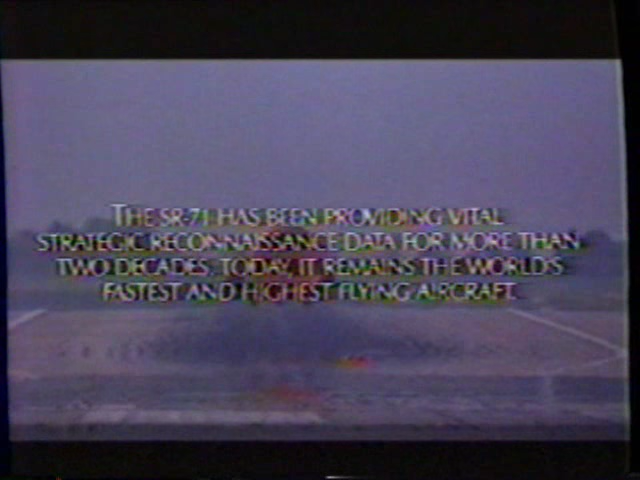 THE SR-71 HAS BEEN PROVIDING VITAL
STRATEGIC RECONNAISSANCE DATA FOR MORE THAN
TWO DECADES. TODAY, IT REMAINS THE WORLD'S
FASTEST AND HIGHEST FLYING AIRCRAFT.